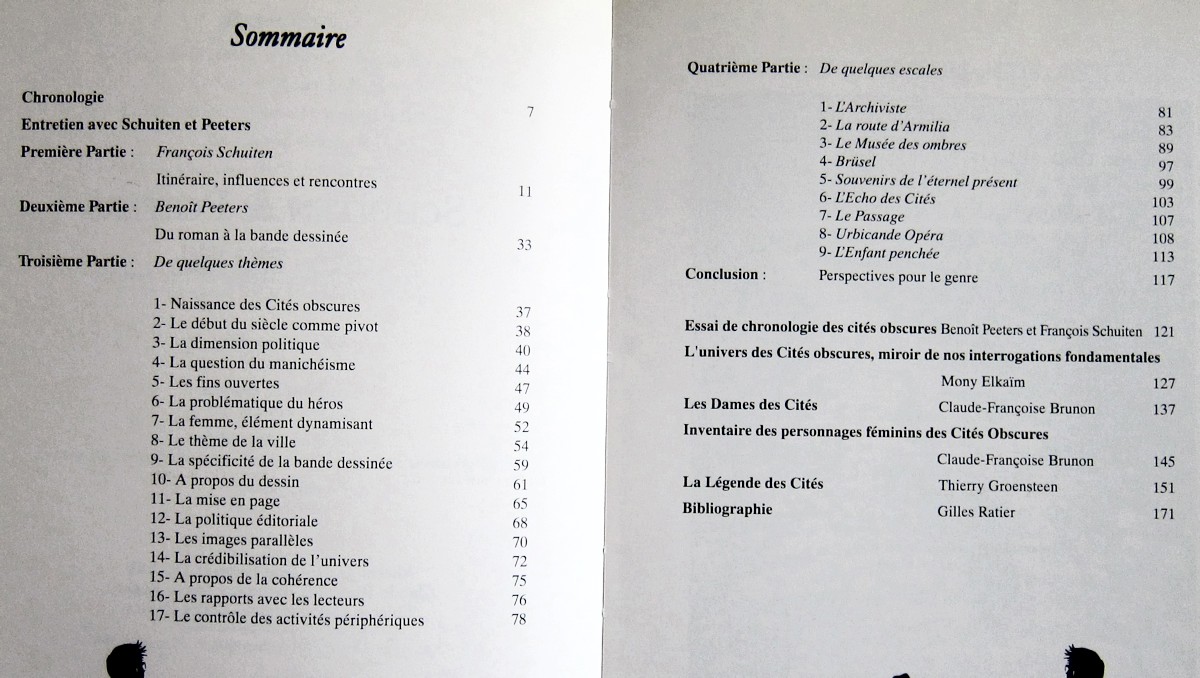 Sommaire
Chronologie 7
Entretien avec Schuiten et Peeters
Première Partie : François Schuiten
Itinéraire, influences et rencontres 11
Deuxième Partie : Benoît Peeters
Du roman à la bande dessinée 33
Troisième Partie : De quelques thèmes
1- Naissance des Cités obscures 37
2- Le début du siècle comme pivot 38
3- La dimension politique 40
4- La question du manichéisme 44
5- Les fins ouvertes 47
6- La problématique du héros 49
7- La femme, élément dynamisant 52
8- Le thème de la ville 54
9- La spécificité de la bande dessinée 59
10- A propos du dessin 61
11- La mise en page 65
12- La politique éditoriale 68
13- Les images parallèles 70
14- La crédibilisation de l'univers 72
15- A propos de la cohérence 75
16- Les rapports avec les lecteurs 76
17- Le contrôle des activités périphériques 78
Quatrième Partie : De quelques escales
1- L'Archiviste 81
2- La route d'Armilia 83
3- Le Musée des ombres 89
4- Brüsel 97
5- Souvenirs de l'éternel présent 99
6- L'Echo des Cités 103
7- Le Passage 107
8- Urbicande Opéra 108
9- L'Enfant penchée 113
Conclusion : Perspectives pour le genre 117
Essai de chronologie des cités obscures Benoît Peeters et François Schuiten 121
L'univers des Cités obscures, miroir de nos interrogations fondamentales
Mony Elkaïm 127
Les Dames des Cités Claude-Françoise Brunon 137
Inventaire des personnages féminins des Cités Obscures
Claude-Françoise Brunon 145
La Légende des Cités Thierry Groensteen 151
Bibliographie Gilles Ratier 171